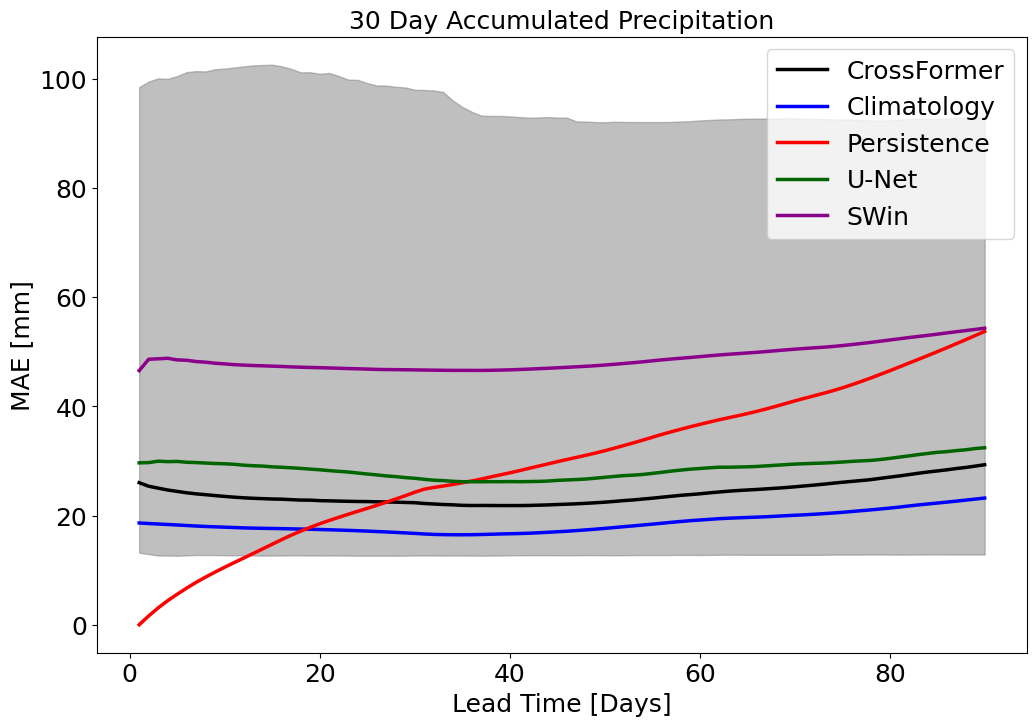 30 Day Accumulated Precipitation
MAE [mm]
100
80
60
40
20
0
CrossFormer
Climatology
Persistence
U-Net
SWin
0 20 40 60 80
Lead Time [Days]